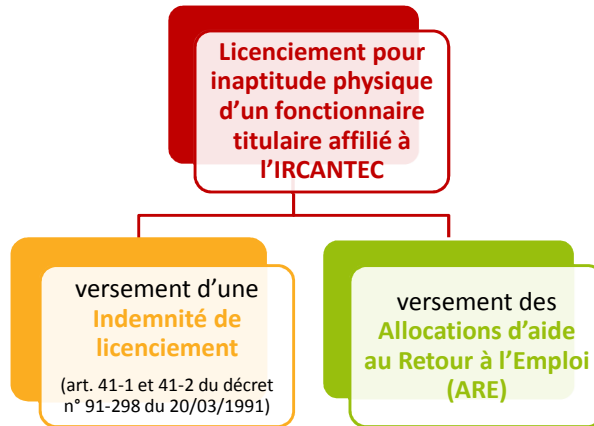 Licenciement pour
inaptitude physique
d’un fonctionnaire
titulaire affilié à
l’IRCANTEC
versement d’une
Indemnité de
licenciement
(art. 41-1 et 41-2 du décret
n° 91-298 du 20/03/1991)
versement des
Allocations d’aide
au Retour à l’Emploi
(ARE)